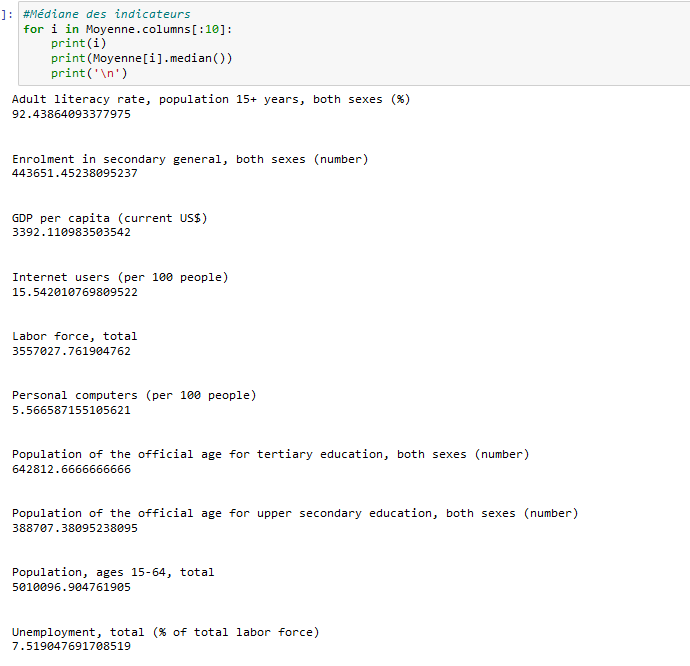 ]: #Médiane des indicateurs
for i in Moyenne.columns[:10]:
    print(i)
    print(Moyenne[i].median())
    print('\n')
Adult literacy rate, population 15+ years, both sexes (%)
92.43864093377975
Enrolment in secondary general, both sexes (number)
443651.45238095237
GDP per capita (current US$)
3392.110983503542
Internet users (per 100 people)
15.542010769809522
Labor force, total
3557027.761904762
Personal computers (per 100 people)
5.566587155105621
Population of the official age for tertiary education, both sexes (number)
642812.6666666666
Population of the official age for upper secondary education, both sexes (number)
388707.38095238095
Population, ages 15-64, total
5010096.904761905
Unemployment, total (% of total labor force)
7.519047691708519